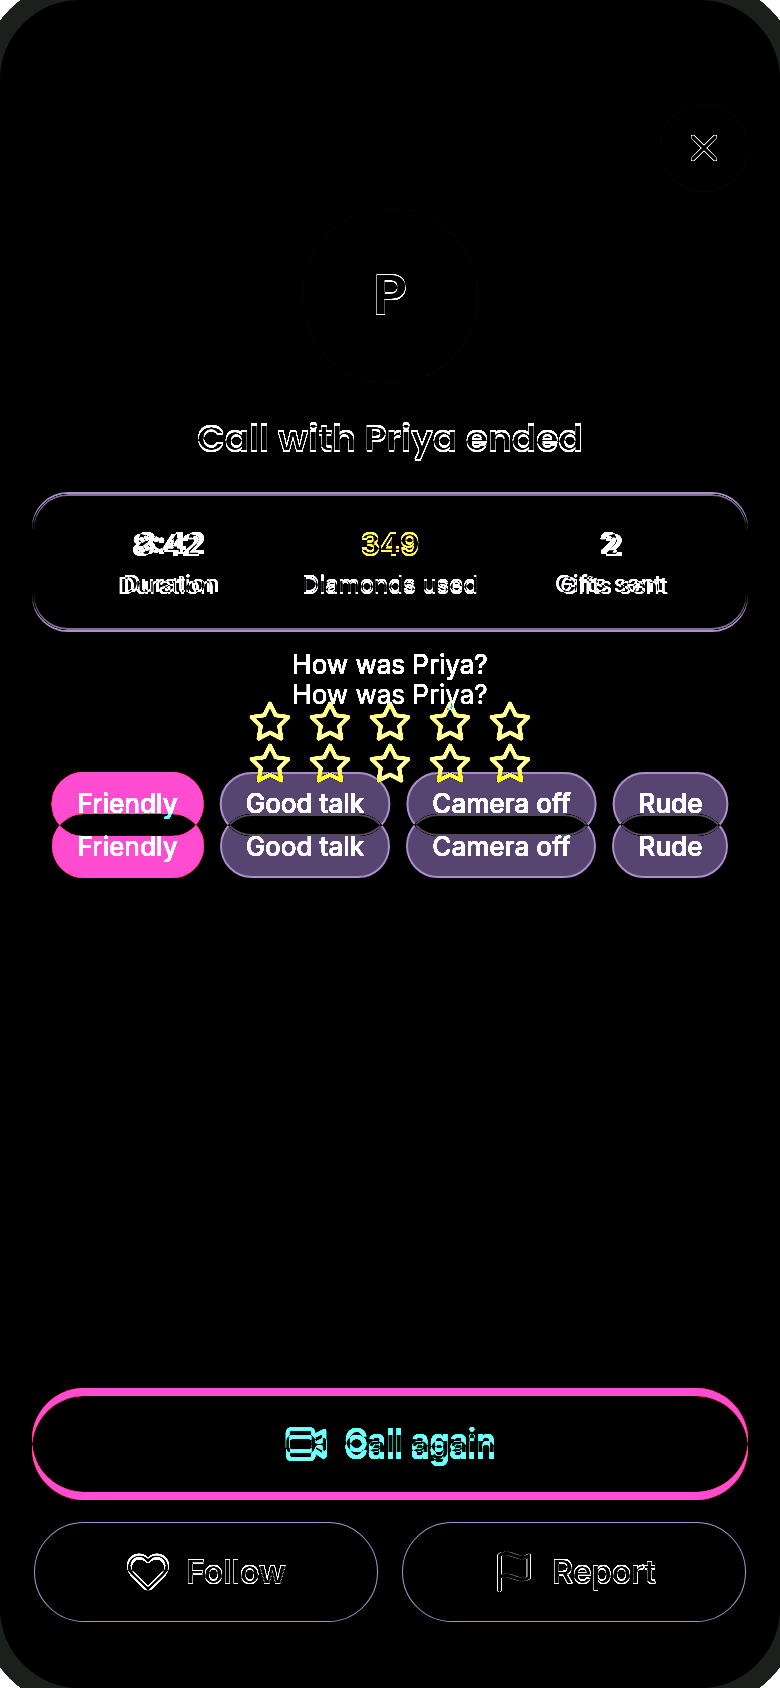 P
Call with Priya ended
8:42 349 2
Duration Diamonds used Gifts sent
How was Priya?
How was Priya?
Friendly Good talk Camera off Rude
Friendly Good talk Camera off Rude
Call again
Follow Report